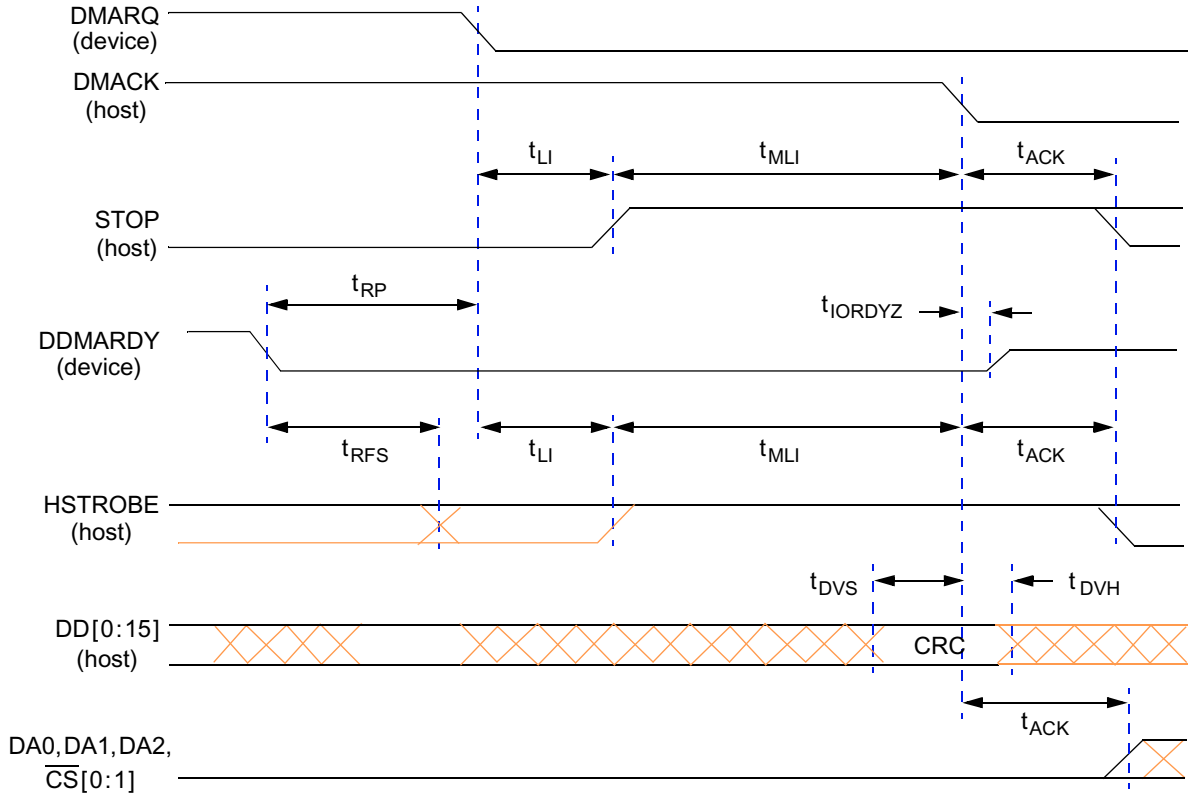 DMARQ
(device)
DMACK
(host)
tLI
tMLI
tACK
STOP
(host)
tRP
tIORDYZ
DDMARDY
(device)
tRFS
tLI
tMLI
tACK
HSTROBE
(host)
tDVS
tDVH
DD[0:15]
(host)
CRC
tACK
DA0,DA1,DA2,
CS[0:1]